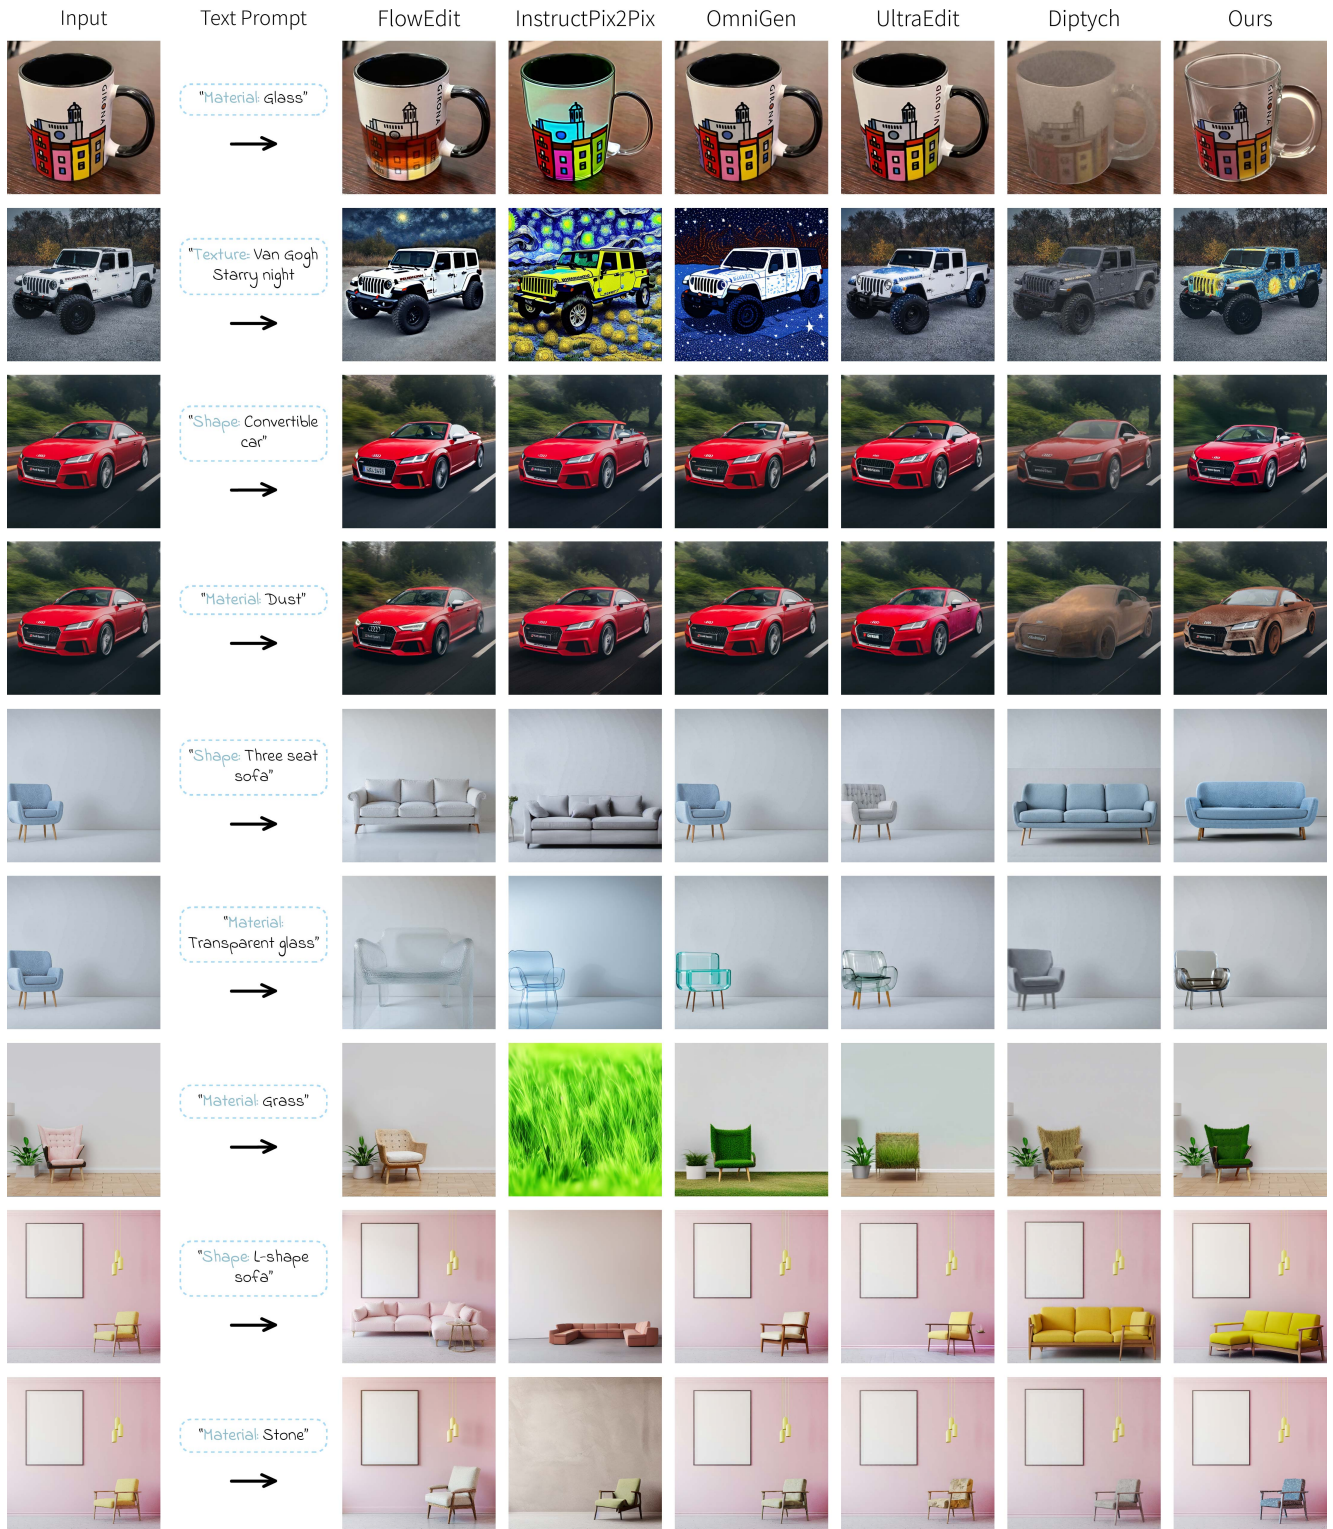 Input Text Prompt FlowEdit InstructPix2Pix OmniGen UltraEdit Diptych Ours
"Material: Glass"
GIRONA
"Texture: Van Gogh
Starry night"
"Shape: Convertible
car"
"Material: Dust"
"Shape: Three seat
sofa"
"Material:
Transparent glass"
"Material: Grass"
"Shape: L-shape
sofa"
"Material: Stone"